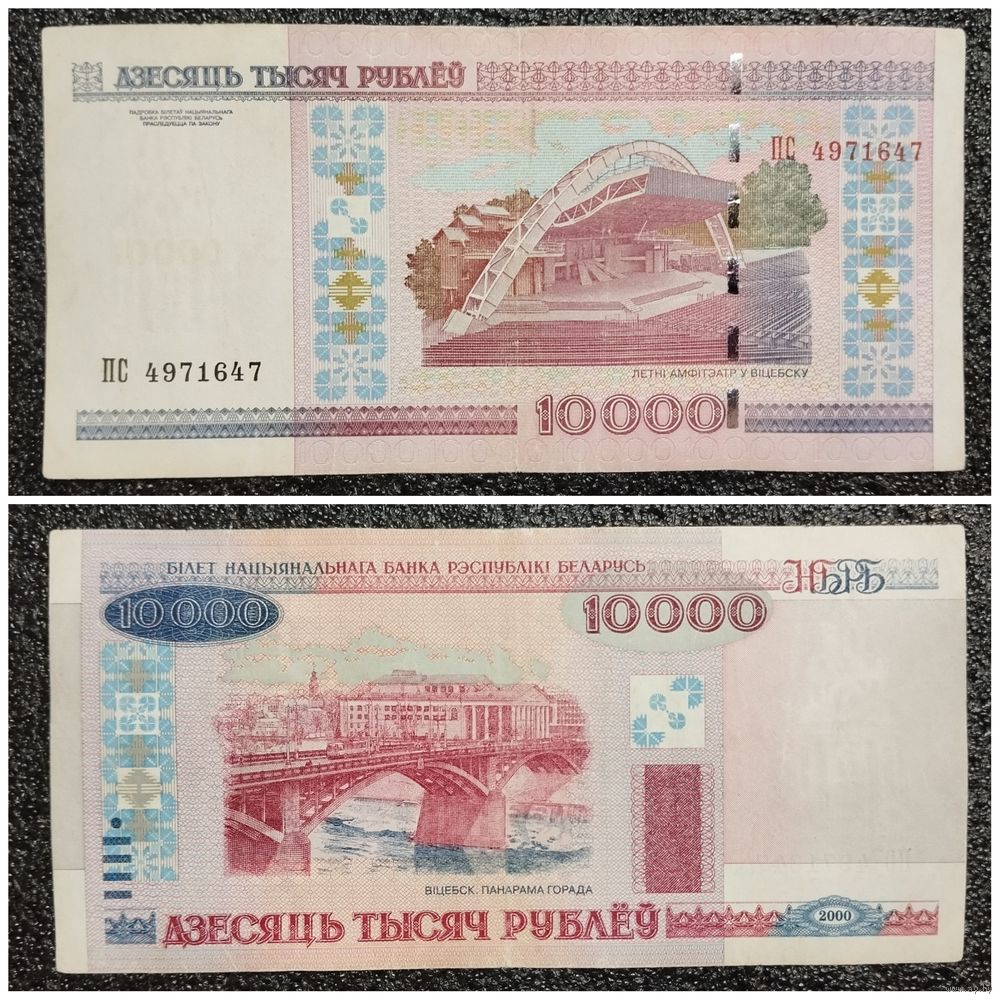 ДЗЕСЯЦЬ ТЫСЯЧ РУБЛЁЎ
ПАДРОБКА БІЛЕТАЎ НАЦЫЯНАЛЬНАГА
БАНКА РЭСПУБЛІКІ БЕЛАРУСЬ
ПРАСЛЕДУЕЦЦА ПА ЗАКОНУ
ПС 4971647
ПС 4971647
ЛЕТНІ АМФІТЭАТР У ВІЦЕБСКУ
10000
БІЛЕТ НАЦЫЯНАЛЬНАГА БАНКА РЭСПУБЛІКІ БЕЛАРУСЬ
НБРБ
10000
10000
ВІЦЕБСК. ПАНАРАМА ГОРАДА
ДЗЕСЯЦЬ ТЫСЯЧ РУБЛЁЎ
2000